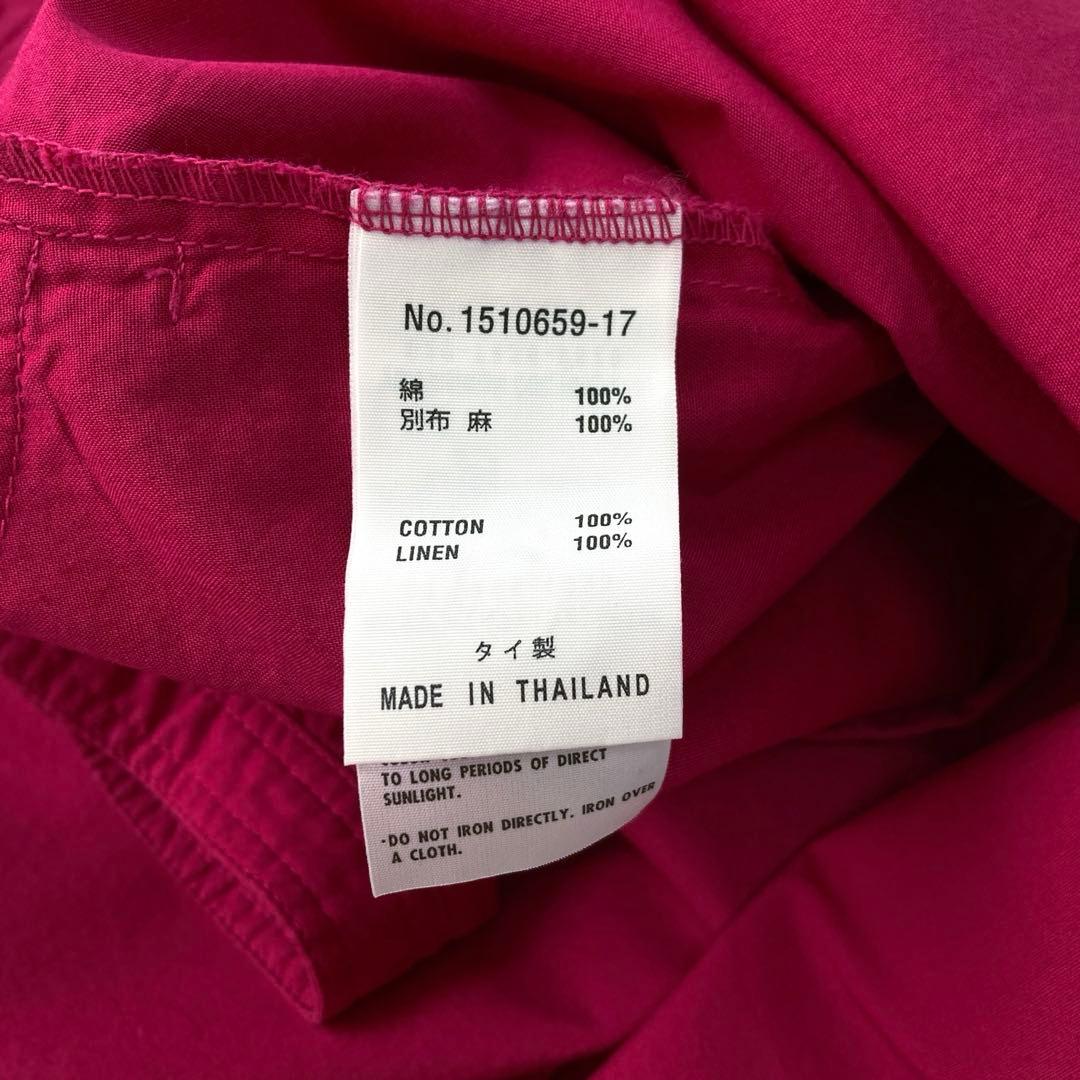 No. 1510659-17
綿 100%
別布 麻 100%
COTTON 100%
LINEN 100%
タイ製
MADE IN THAILAND
TO LONG PERIODS OF DIRECT
SUNLIGHT.
·DO NOT IRON DIRECTLY. IRON OVER
A CLOTH.